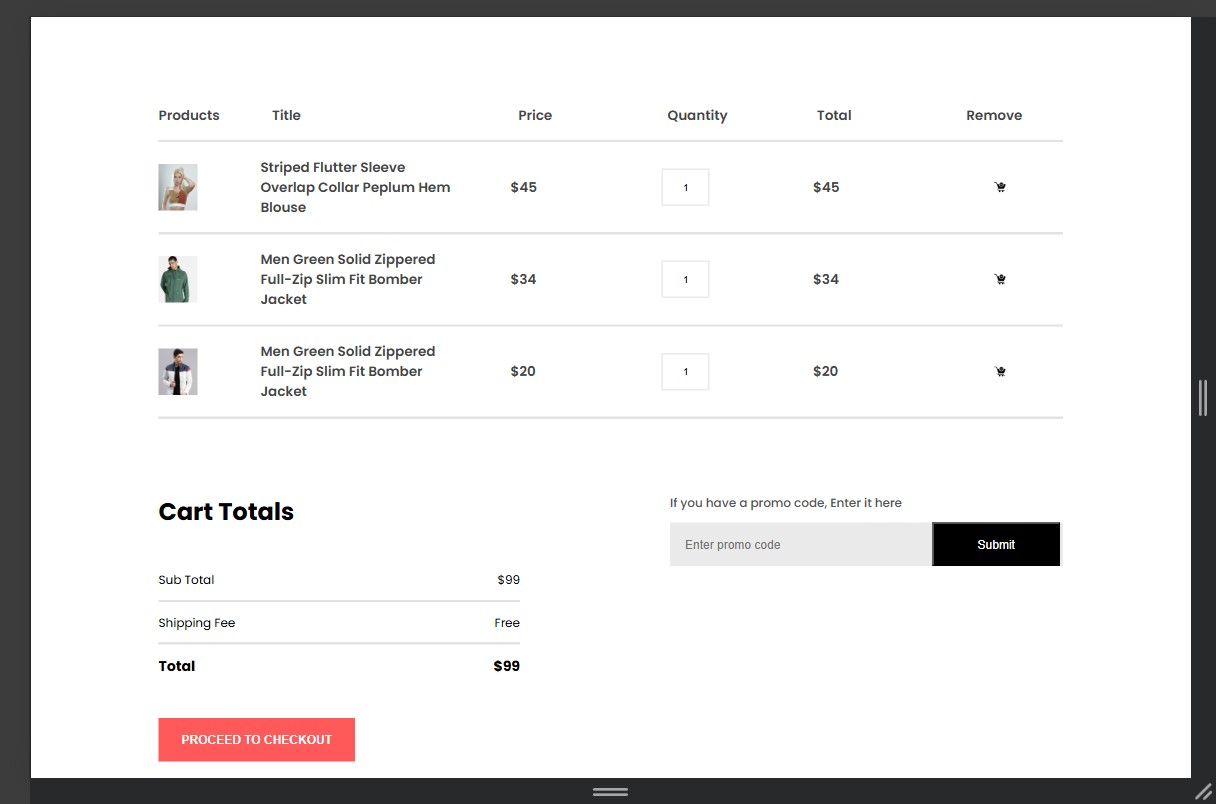 Products Title Price Quantity Total Remove
Striped Flutter Sleeve
Overlap Collar Peplum Hem
Blouse
$45 1 $45
Men Green Solid Zippered
Full-Zip Slim Fit Bomber
Jacket
$34 1 $34
Men Green Solid Zippered
Full-Zip Slim Fit Bomber
Jacket
$20 1 $20
Cart Totals
Sub Total $99
Shipping Fee Free
Total $99
PROCEED TO CHECKOUT
If you have a promo code, Enter it here
Enter promo code Submit